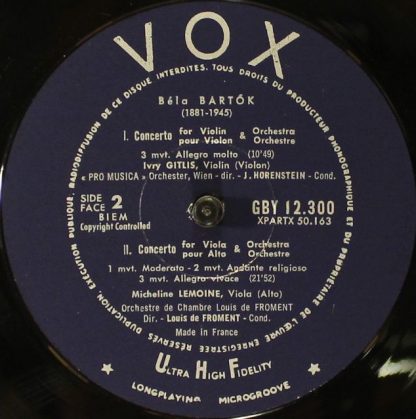 VOX
RADIODIFFUSION DE CE DISQUE INTERDITES. TOUS DROITS DU PRODUCTEUR PHONOGRAPHIQUE ET DU PROPRIÉTAIRE DE L'ŒUVRE ENREGISTRÉE RÉSERVÉS
DUPLICATION, EXÉCUTION PUBLIQUE,
Béla BARTÓK
(1881-1945)
I. Concerto for Violin & Orchestra
pour Violon & Orchestre
3 mvt. Allegro molto (10'49)
Ivry GITLIS, Violin (Violon)
« PRO MUSICA » Orchester, Wien - dir. - J. HORENSTEIN - Cond.
SIDE 2
FACE
BIEM
Copyright Controlled
GBY 12.300
XPARTX 50.163
II. Concerto for Viola & Orchestra
pour Alto & Orchestre
1 mvt. Moderato - 2 mvt. Andante religioso
3 mvt. Allegro vivace (21'52)
Micheline LEMOINE, Viola (Alto)
Orchestre de Chambre Louis de FROMENT
Dir. - Louis de FROMENT - Cond.
Made in France
ULTRA HIGH FIDELITY
LONGPLAYING MICROGROOVE